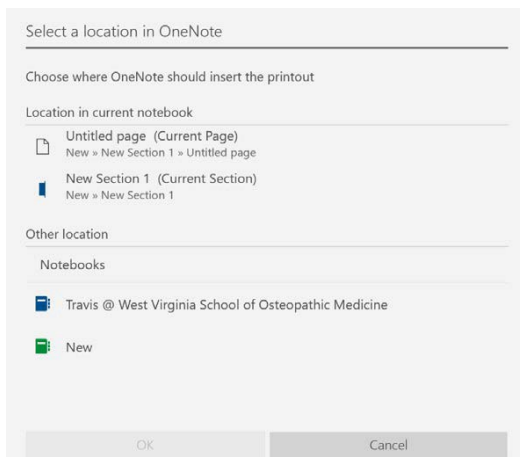 Select a location in OneNote
Choose where OneNote should insert the printout
Location in current notebook
Untitled page (Current Page)
New » New Section 1 » Untitled page
New Section 1 (Current Section)
New » New Section 1
Other location
Notebooks
Travis @ West Virginia School of Osteopathic Medicine
New
OK
Cancel